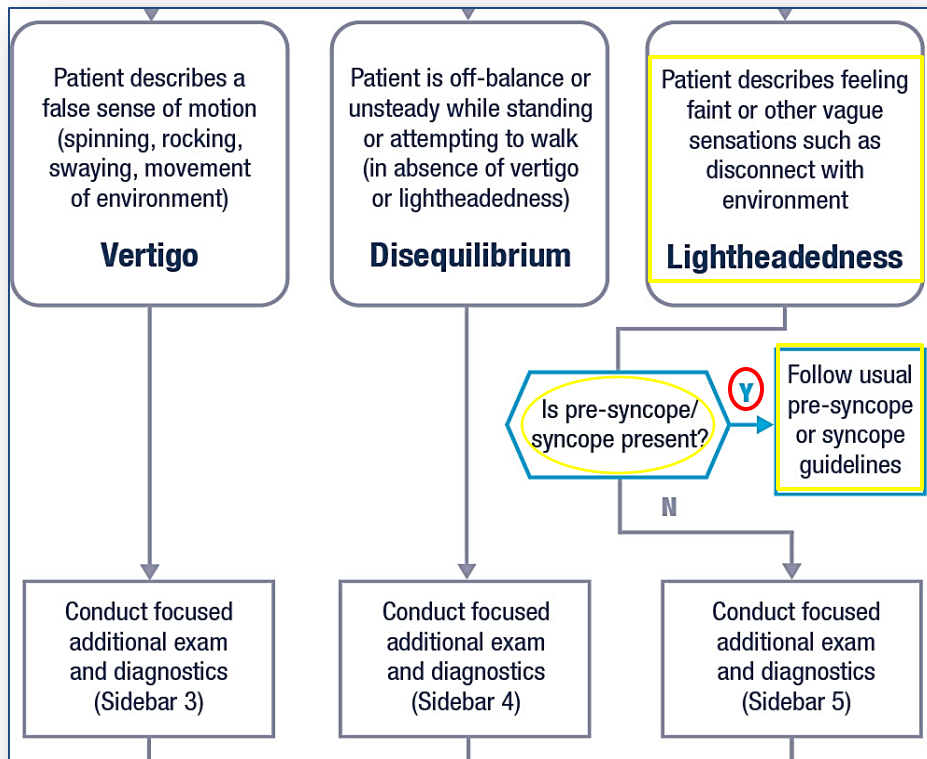 Patient describes a
false sense of motion
(spinning, rocking,
swaying, movement
of environment)
Vertigo
Patient is off-balance or
unsteady while standing
or attempting to walk
(in absence of vertigo
or lightheadedness)
Disequilibrium
Patient describes feeling
faint or other vague
sensations such as
disconnect with
environment
Lightheadedness
Is pre-syncope/
syncope present?
Y
Follow usual
pre-syncope
or syncope
guidelines
N
Conduct focused
additional exam
and diagnostics
(Sidebar 3)
Conduct focused
additional exam
and diagnostics
(Sidebar 4)
Conduct focused
additional exam
and diagnostics
(Sidebar 5)